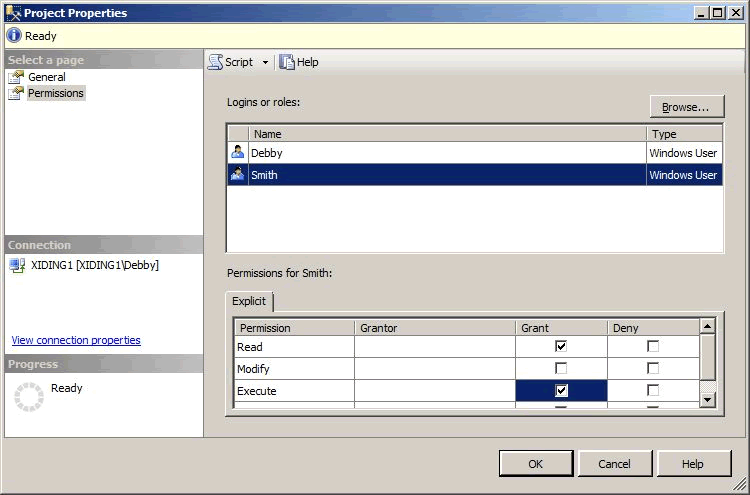 Project Properties
Ready
Select a page
General
Permissions
Script
Help
Logins or roles:
Browse...
Name Type
Debby Windows User
Smith Windows User
Connection
XIDING1 [XIDING1\Debby]
View connection properties
Permissions for Smith:
Explicit
Permission Grantor Grant Deny
Read
Modify
Execute
Progress
Ready
OK Cancel Help